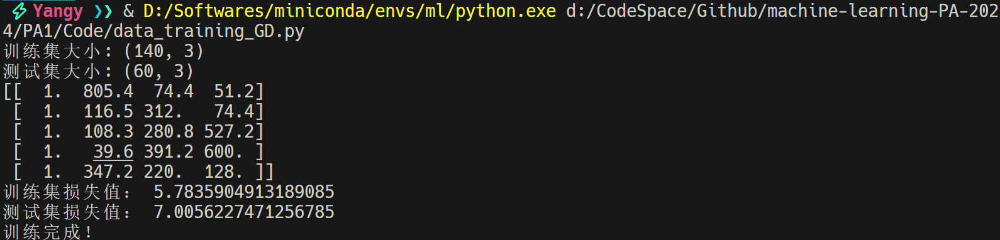 Yangy ❯❯ & D:/Softwares/miniconda/envs/ml/python.exe d:/CodeSpace/Github/machine-learning-PA-202
4/PA1/Code/data_training_GD.py
训练集大小: (140, 3)
测试集大小: (60, 3)
[[  1.  805.4  74.4  51.2]
 [  1.  116.5 312.   74.4]
 [  1.  108.3 280.8 527.2]
 [  1.   39.6 391.2 600. ]
 [  1.  347.2 220.  128. ]]
训练集损失值： 5.7835904913189085
测试集损失值： 7.0056227471256785
训练完成！